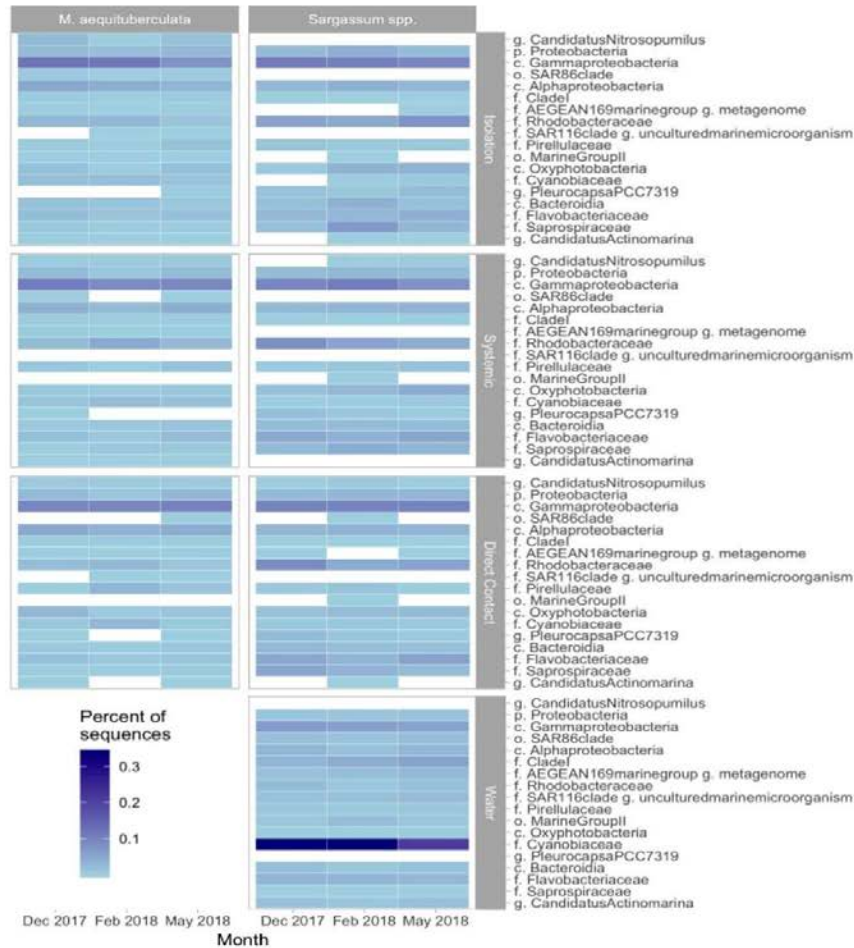 M. aequituberculata
Sargassum spp.
g. CandidatusNitrosopumilus
p. Proteobacteria
c. Gammaproteobacteria
o. SAR86clade
c. Alphaproteobacteria
f. CladeI
f. AEGEAN169marinegroup g. metagenome
f. Rhodobacteraceae
f. SAR116clade g. unculturedmarinemicroorganism
f. Pirellulaceae
o. MarineGroupII
c. Oxyphotobacteria
f. Cyanobiaceae
g. PleurocapsaPCC7319
c. Bacteroidia
f. Flavobacteriaceae
f. Saprospiraceae
g. CandidatusActinomarina
Isolation
g. CandidatusNitrosopumilus
p. Proteobacteria
c. Gammaproteobacteria
o. SAR86clade
c. Alphaproteobacteria
f. CladeI
f. AEGEAN169marinegroup g. metagenome
f. Rhodobacteraceae
f. SAR116clade g. unculturedmarinemicroorganism
f. Pirellulaceae
o. MarineGroupII
c. Oxyphotobacteria
f. Cyanobiaceae
g. PleurocapsaPCC7319
c. Bacteroidia
f. Flavobacteriaceae
f. Saprospiraceae
g. CandidatusActinomarina
Systemic
g. CandidatusNitrosopumilus
p. Proteobacteria
c. Gammaproteobacteria
o. SAR86clade
c. Alphaproteobacteria
f. CladeI
f. AEGEAN169marinegroup g. metagenome
f. Rhodobacteraceae
f. SAR116clade g. unculturedmarinemicroorganism
f. Pirellulaceae
o. MarineGroupII
c. Oxyphotobacteria
f. Cyanobiaceae
g. PleurocapsaPCC7319
c. Bacteroidia
f. Flavobacteriaceae
f. Saprospiraceae
g. CandidatusActinomarina
Direct Contact
g. CandidatusNitrosopumilus
p. Proteobacteria
c. Gammaproteobacteria
o. SAR86clade
c. Alphaproteobacteria
f. CladeI
f. AEGEAN169marinegroup g. metagenome
f. Rhodobacteraceae
f. SAR116clade g. unculturedmarinemicroorganism
f. Pirellulaceae
o. MarineGroupII
c. Oxyphotobacteria
f. Cyanobiaceae
g. PleurocapsaPCC7319
c. Bacteroidia
f. Flavobacteriaceae
f. Saprospiraceae
g. CandidatusActinomarina
Water
Percent of
sequences
0.3
0.2
0.1
Dec 2017 Feb 2018 May 2018
Dec 2017 Feb 2018 May 2018
Month